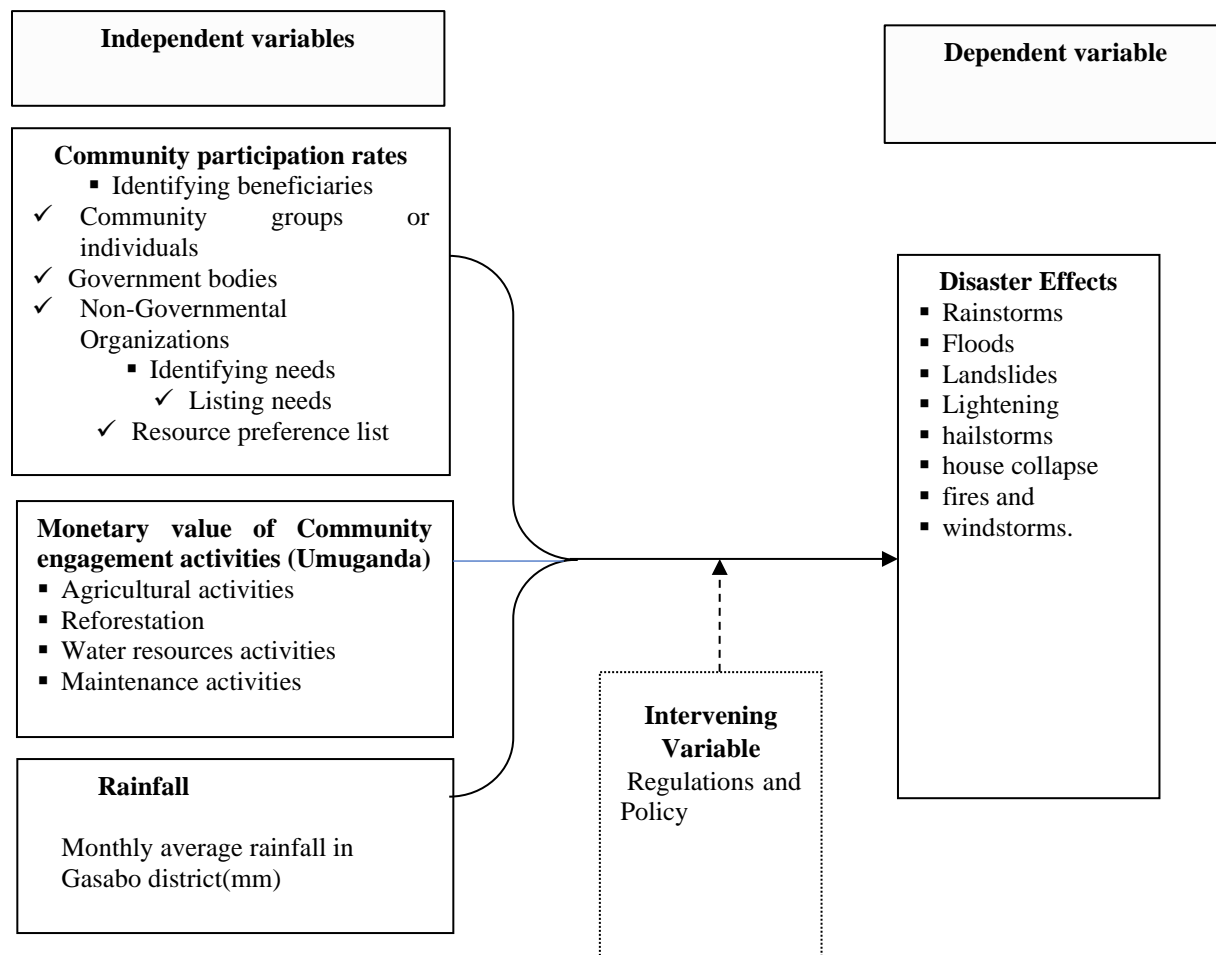 Independent variables
Dependent variable
Community participation rates
▪ Identifying beneficiaries
✓ Community groups or
individuals
✓ Government bodies
✓ Non-Governmental
Organizations
▪ Identifying needs
✓ Listing needs
✓ Resource preference list
Monetary value of Community
engagement activities (Umuganda)
▪ Agricultural activities
▪ Reforestation
▪ Water resources activities
▪ Maintenance activities
Rainfall
Monthly average rainfall in
Gasabo district(mm)
Intervening
Variable
Regulations and
Policy
Disaster Effects
▪ Rainstorms
▪ Floods
▪ Landslides
▪ Lightening
▪ hailstorms
▪ house collapse
▪ fires and
▪ windstorms.